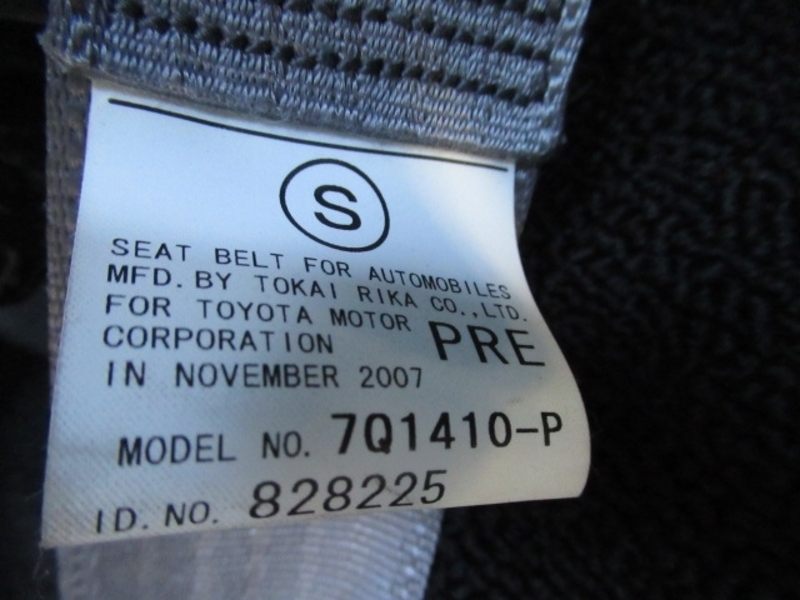 S
SEAT BELT FOR AUTOMOBILES
MFD. BY TOKAI RIKA CO.,LTD.
FOR TOYOTA MOTOR
CORPORATION PRE
IN NOVEMBER 2007
MODEL NO. 7Q1410-P
ID. NO. 828225